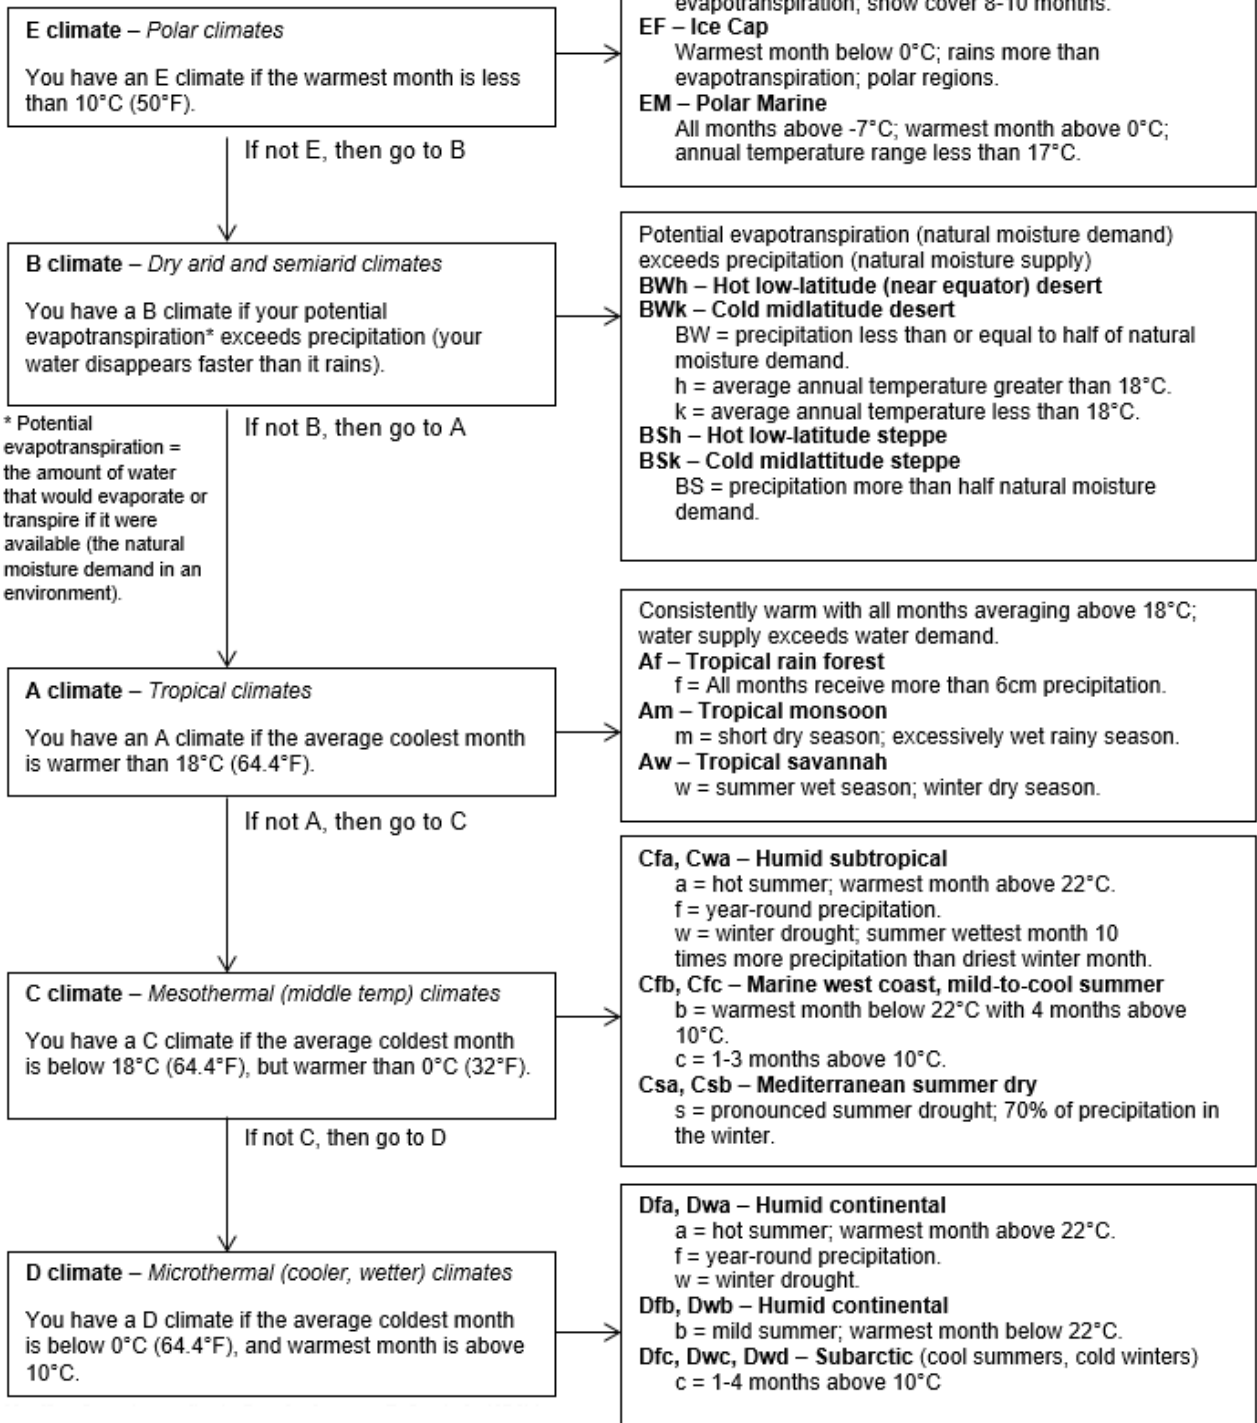 evapotranspiration; snow cover 8-10 months.
EF – Ice Cap
Warmest month below 0°C; rains more than
evapotranspiration; polar regions.
EM – Polar Marine
All months above -7°C; warmest month above 0°C;
annual temperature range less than 17°C.
E climate – Polar climates
You have an E climate if the warmest month is less
than 10°C (50°F).
If not E, then go to B
B climate – Dry arid and semiarid climates
You have a B climate if your potential
evapotranspiration* exceeds precipitation (your
water disappears faster than it rains).
Potential evapotranspiration (natural moisture demand)
exceeds precipitation (natural moisture supply)
BWh – Hot low-latitude (near equator) desert
BWk – Cold midlatitude desert
BW = precipitation less than or equal to half of natural
moisture demand.
h = average annual temperature greater than 18°C.
k = average annual temperature less than 18°C.
BSh – Hot low-latitude steppe
BSk – Cold midlattitude steppe
BS = precipitation more than half natural moisture
demand.
* Potential
evapotranspiration =
the amount of water
that would evaporate or
transpire if it were
available (the natural
moisture demand in an
environment).
If not B, then go to A
A climate – Tropical climates
You have an A climate if the average coolest month
is warmer than 18°C (64.4°F).
Consistently warm with all months averaging above 18°C;
water supply exceeds water demand.
Af – Tropical rain forest
f = All months receive more than 6cm precipitation.
Am – Tropical monsoon
m = short dry season; excessively wet rainy season.
Aw – Tropical savannah
w = summer wet season; winter dry season.
If not A, then go to C
C climate – Mesothermal (middle temp) climates
You have a C climate if the average coldest month
is below 18°C (64.4°F), but warmer than 0°C (32°F).
Cfa, Cwa – Humid subtropical
a = hot summer; warmest month above 22°C.
f = year-round precipitation.
w = winter drought; summer wettest month 10
times more precipitation than driest winter month.
Cfb, Cfc – Marine west coast, mild-to-cool summer
b = warmest month below 22°C with 4 months above
10°C.
c = 1-3 months above 10°C.
Csa, Csb – Mediterranean summer dry
s = pronounced summer drought; 70% of precipitation in
the winter.
If not C, then go to D
D climate – Microthermal (cooler, wetter) climates
You have a D climate if the average coldest month
is below 0°C (64.4°F), and warmest month is above
10°C.
Dfa, Dwa – Humid continental
a = hot summer; warmest month above 22°C.
f = year-round precipitation.
w = winter drought.
Dfb, Dwb – Humid continental
b = mild summer; warmest month below 22°C.
Dfc, Dwc, Dwd – Subarctic (cool summers, cold winters)
c = 1-4 months above 10°C